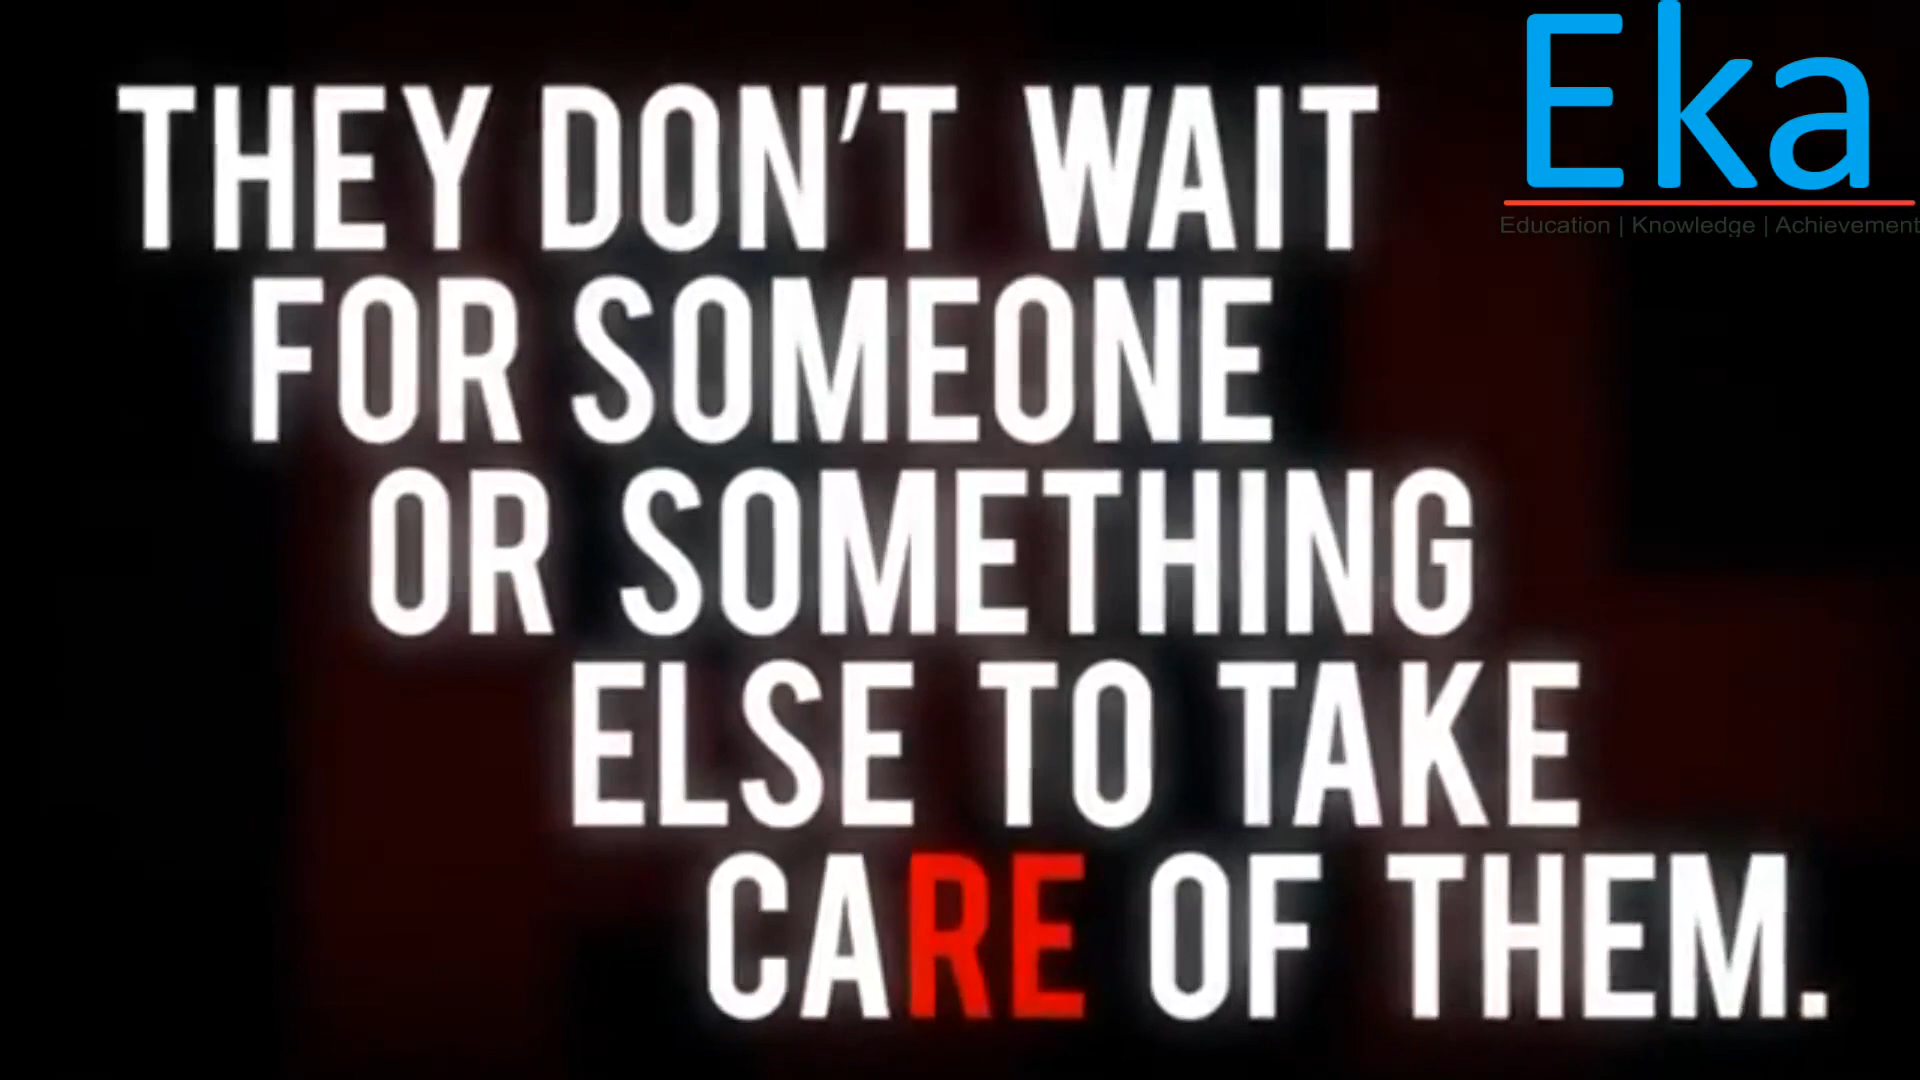 THEY DON'T WAIT
FOR SOMEONE
OR SOMETHING
ELSE TO TAKE
CARE OF THEM.
Eka
Education | Knowledge | Achievement